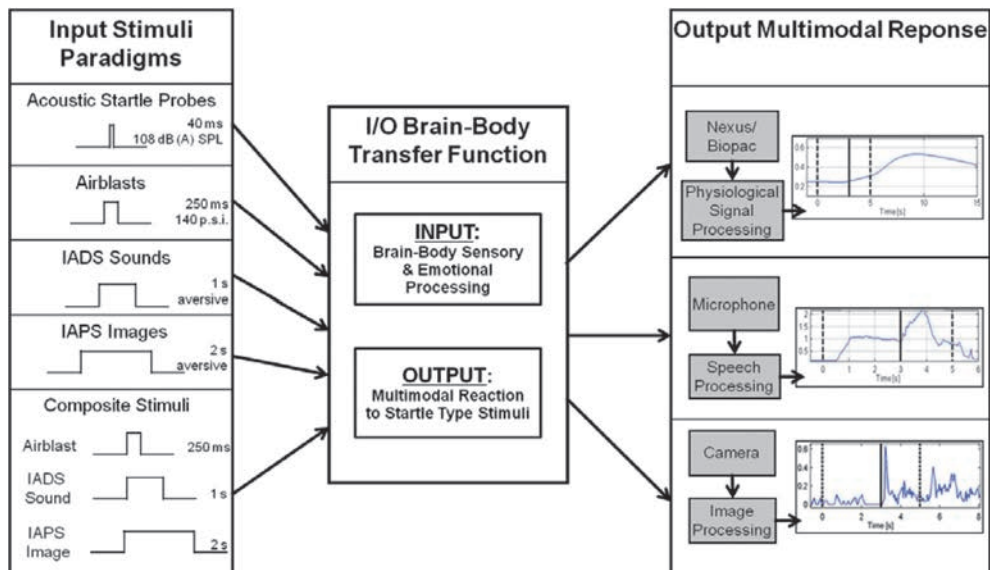 Input Stimuli
Paradigms
Acoustic Startle Probes
40 ms
108 dB (A) SPL
Airblasts
250 ms
140 p.s.i.
IADS Sounds
1 s
aversive
IAPS Images
2 s
aversive
Composite Stimuli
Airblast
250 ms
IADS
Sound
1 s
IAPS
Image
2 s
I/O Brain-Body
Transfer Function
INPUT:
Brain-Body Sensory
& Emotional
Processing
OUTPUT:
Multimodal Reaction
to Startle Type Stimuli
Output Multimodal Reponse
Nexus/
Biopac
Physiological
Signal
Processing
0.6
0.4
0.2
0 5 10 15
Time [s]
Microphone
Speech
Processing
2
1.5
1
0.5
0 1 2 3 4 5 6
Time [s]
Camera
Image
Processing
0.6
0.4
0.2
0
0 2 4 6 8
Time [s]